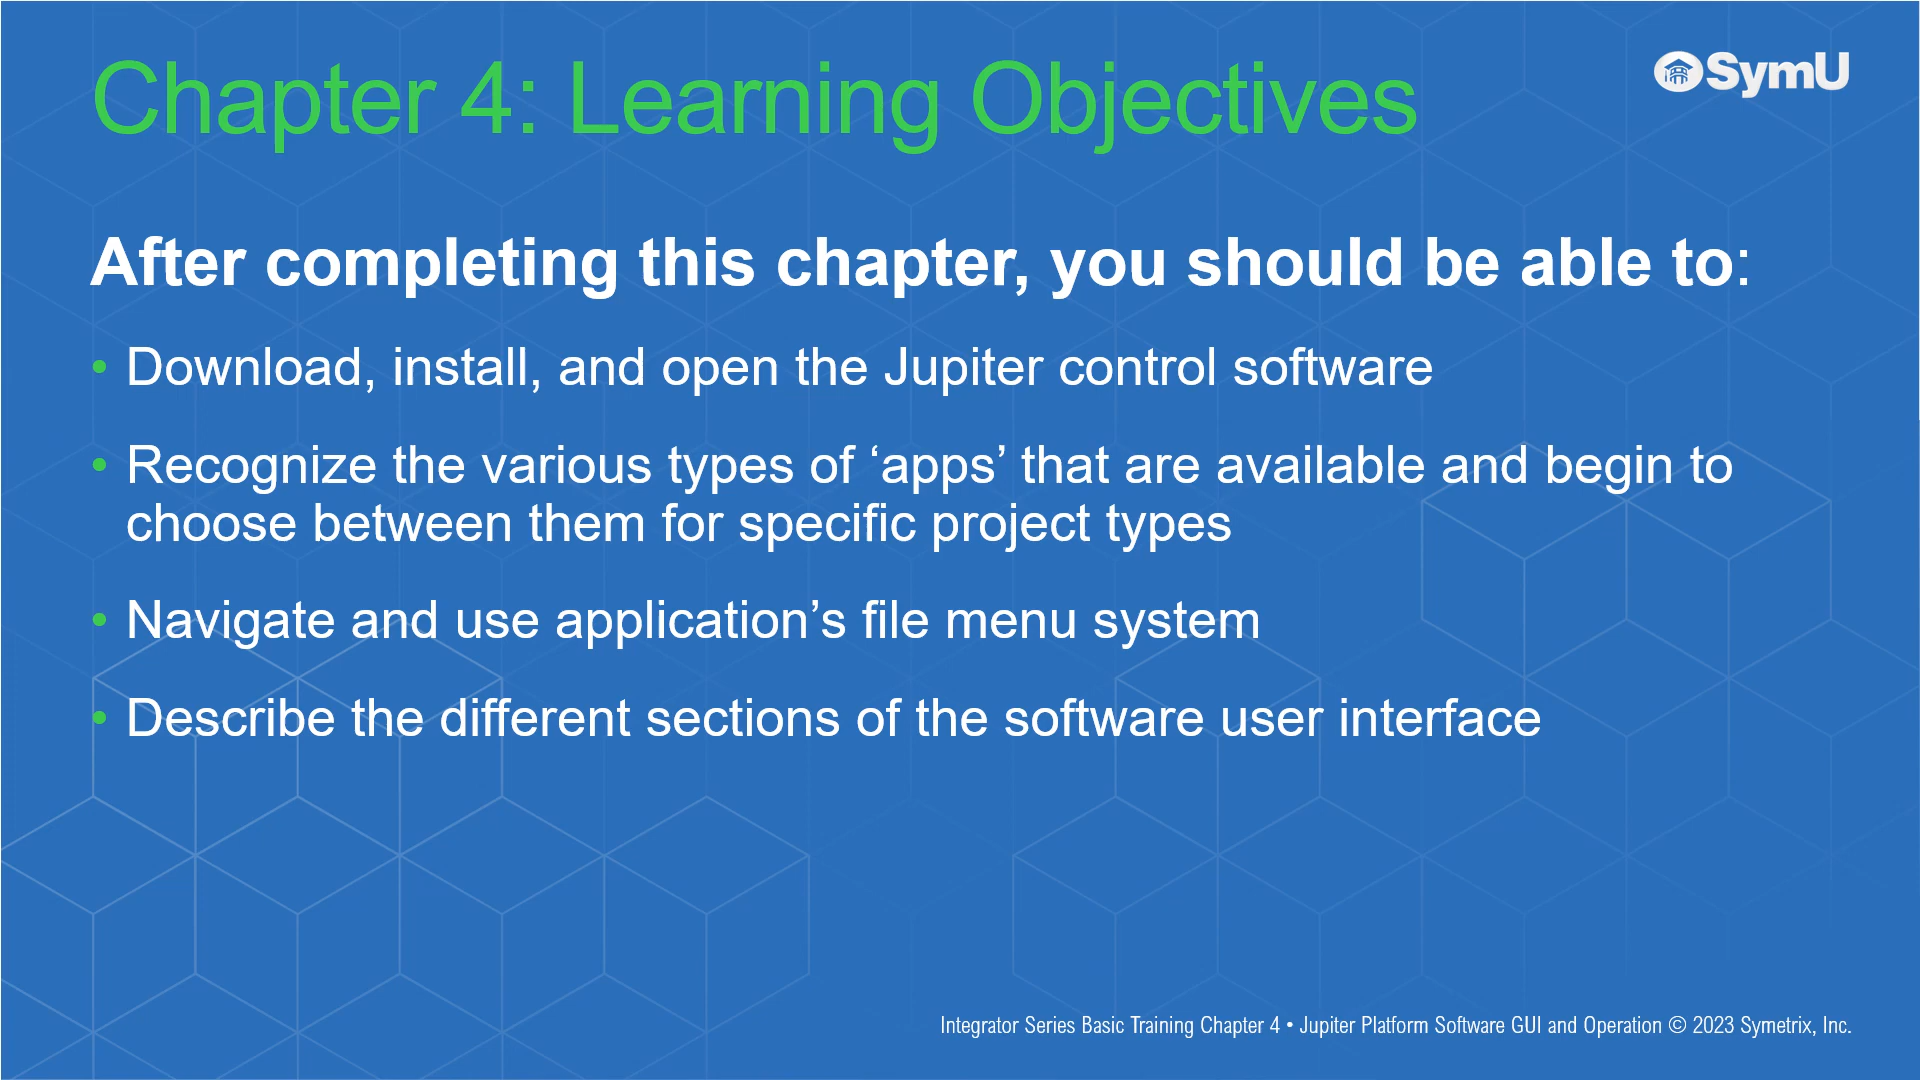 Chapter 4: Learning Objectives
SymU
After completing this chapter, you should be able to:
• Download, install, and open the Jupiter control software
• Recognize the various types of ‘apps’ that are available and begin to
choose between them for specific project types
• Navigate and use application’s file menu system
• Describe the different sections of the software user interface
Integrator Series Basic Training Chapter 4 • Jupiter Platform Software GUI and Operation © 2023 Symetrix, Inc.